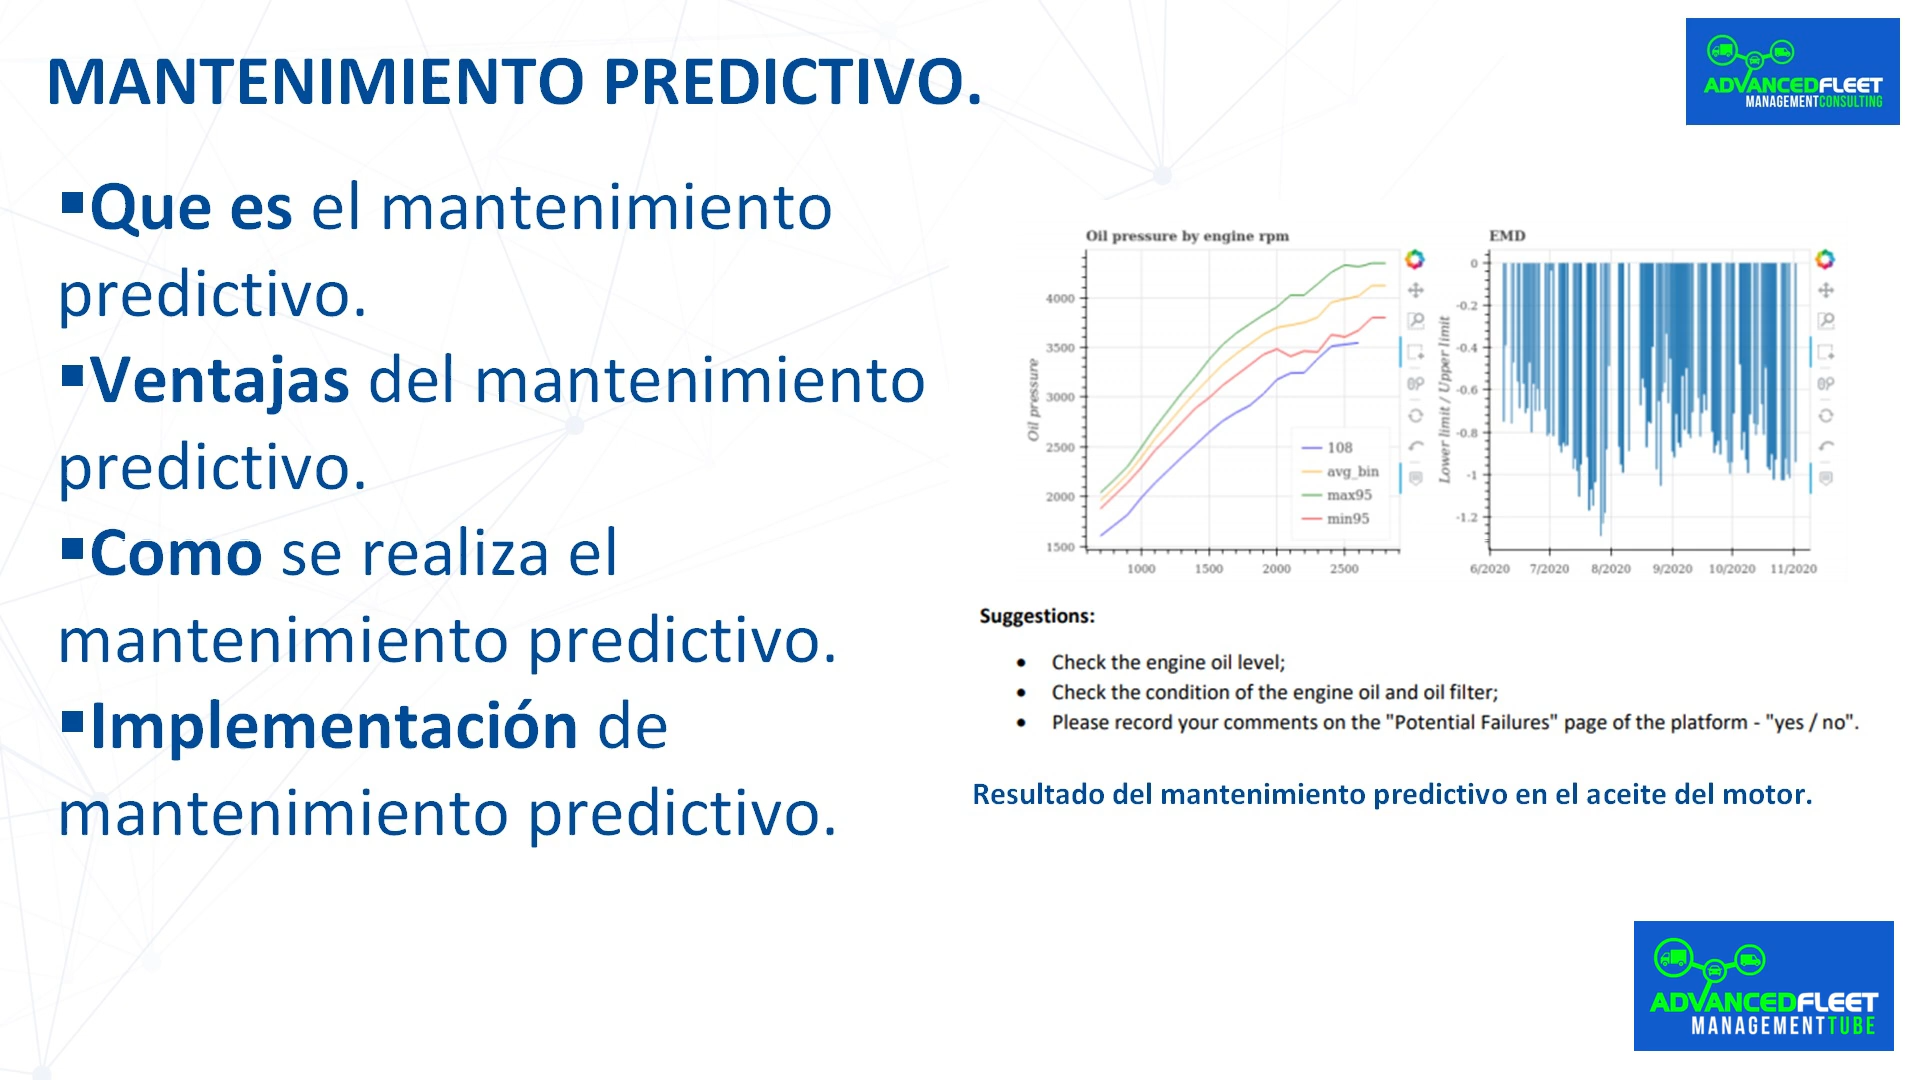 MANTENIMIENTO PREDICTIVO.
ADVANCEDFLEET
MANAGEMENTCONSULTING
▪Que es el mantenimiento
predictivo.
▪Ventajas del mantenimiento
predictivo.
▪Como se realiza el
mantenimiento predictivo.
▪Implementación de
mantenimiento predictivo.
Oil pressure by engine rpm
Oil pressure
4000
3500
3000
2500
2000
1500
1000 1500 2000 2500
108
avg_bin
max95
min95
EMD
Lower limit / Upper limit
0
-0.2
-0.4
-0.6
-0.8
-1
-1.2
6/2020 7/2020 8/2020 9/2020 10/2020 11/2020
Suggestions:
• Check the engine oil level;
• Check the condition of the engine oil and oil filter;
• Please record your comments on the "Potential Failures" page of the platform - "yes / no".
Resultado del mantenimiento predictivo en el aceite del motor.
ADVANCEDFLEET
MANAGEMENTTUBE